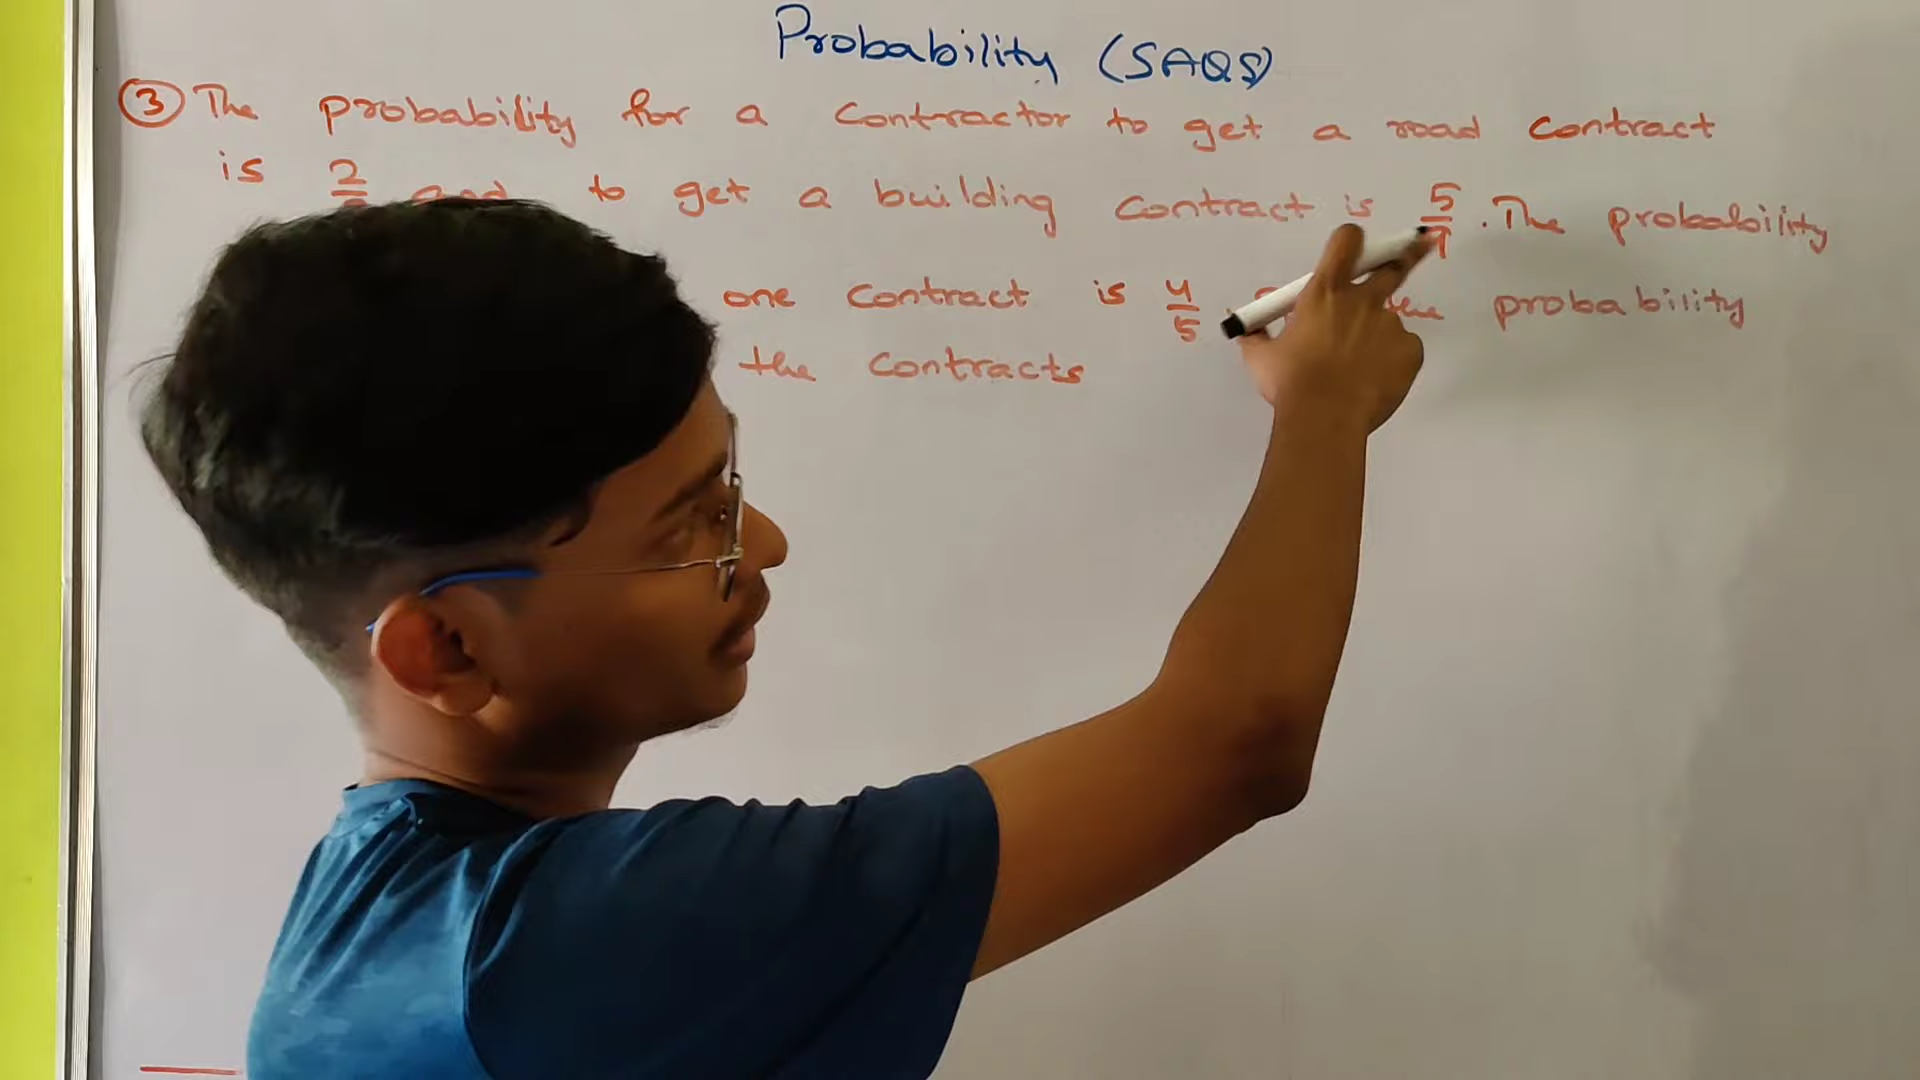 Probability (SAQS)
③ The probability for a contractor to get a road contract
is 2 and to get a building contract is 5/9. The probability
one contract is 4/5. the probability
the contracts